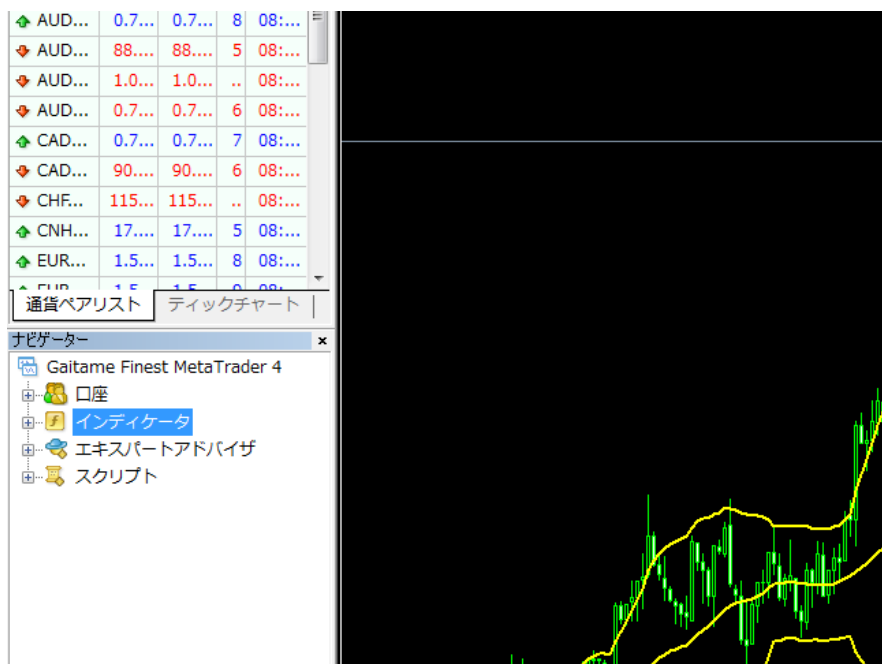 AUD... 0.7... 0.7... 8 08:...
AUD... 88.... 88.... 5 08:...
AUD... 1.0... 1.0... .. 08:...
AUD... 0.7... 0.7... 6 08:...
CAD... 0.7... 0.7... 7 08:...
CAD... 90.... 90.... 6 08:...
CHF... 115... 115... .. 08:...
CNH... 17.... 17.... 5 08:...
EUR... 1.5... 1.5... 8 08:...
通貨ペアリスト ティックチャート
ナビゲーター
Gaitame Finest MetaTrader 4
口座
インディケータ
エキスパートアドバイザ
スクリプト